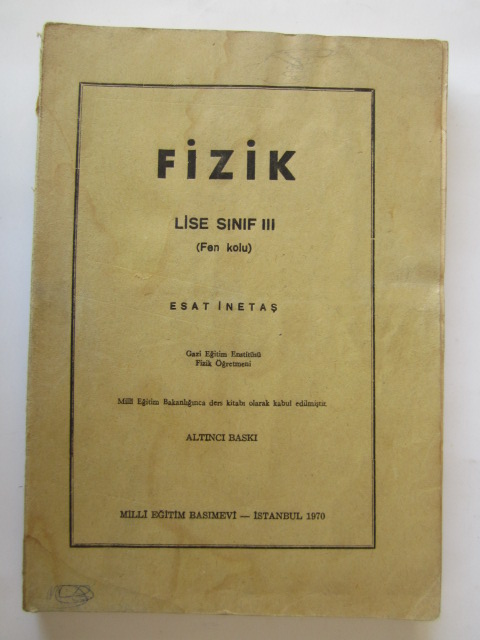 FİZİK
LİSE SINIF III
(Fen kolu)
ESAT İNETAŞ
Gazi Eğitim Enstitüsü
Fizik Öğretmeni
Millî Eğitim Bakanlığınca ders kitabı olarak kabul edilmiştir.
ALTINCI BASKI
MİLLÎ EĞİTİM BASIMEVİ — İSTANBUL 1970